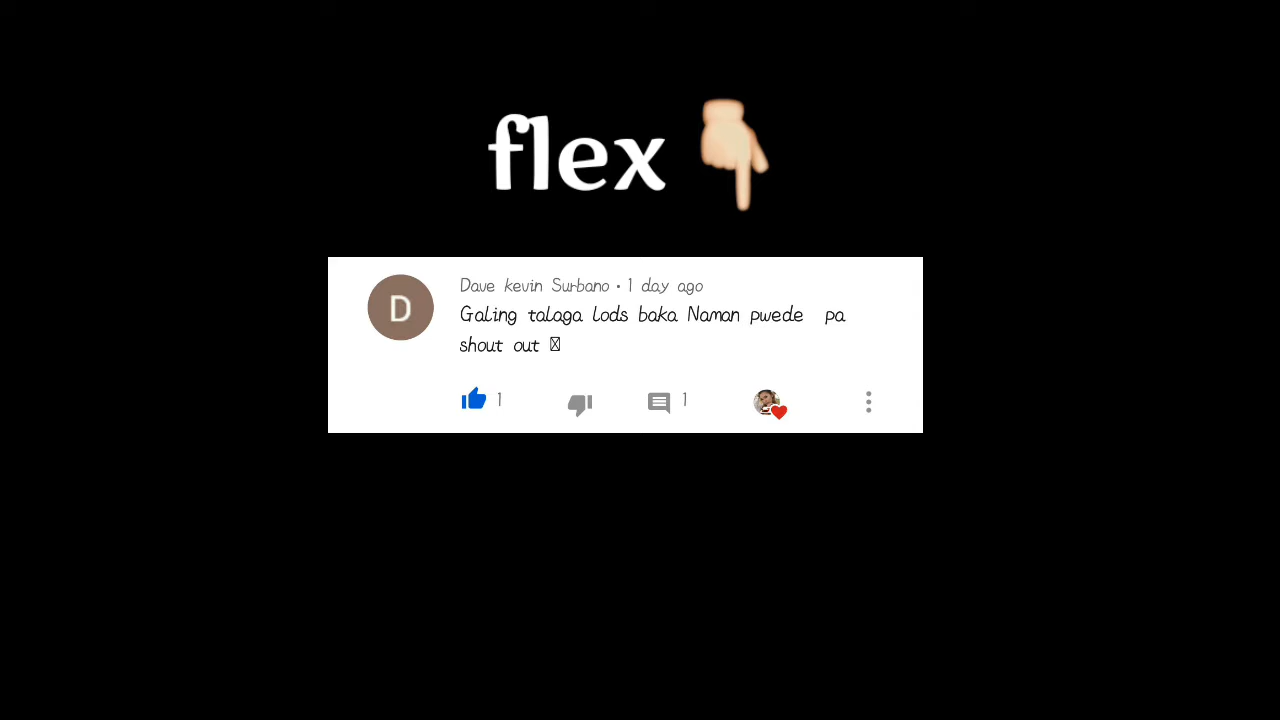 flex 👇🏻
D
Dave kevin Surbano • 1 day ago
Galing talaga lods baka Naman pwede pa
shout out
1
1